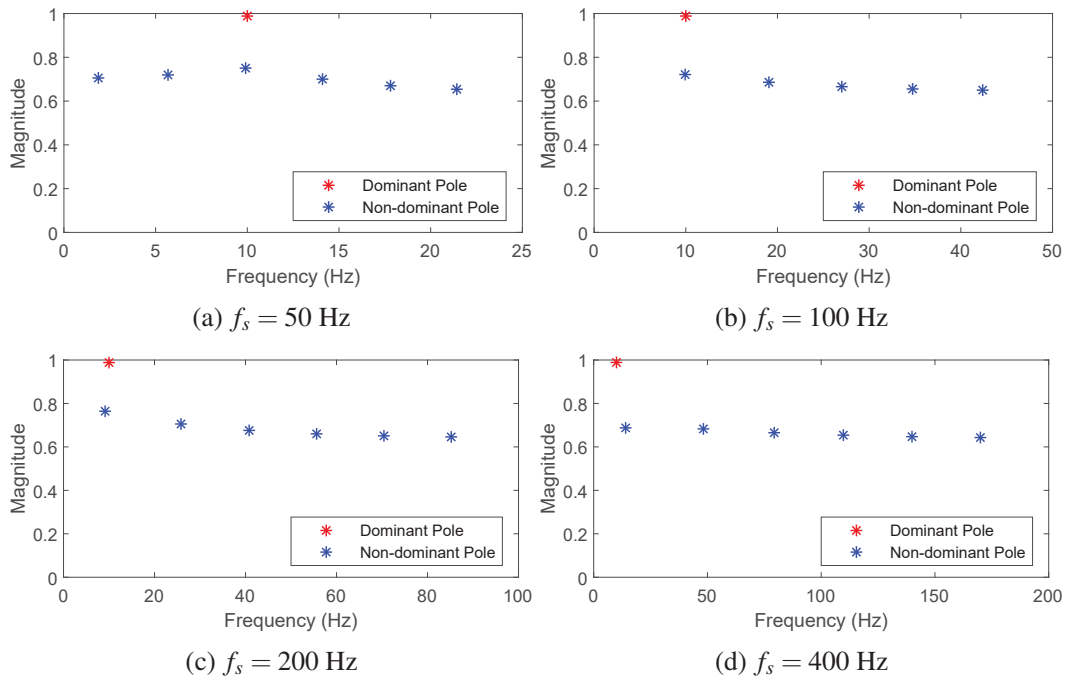 1
0.8
0.6
0.4
0.2
0
Magnitude
0 5 10 15 20 25
Frequency (Hz)
Dominant Pole
Non-dominant Pole
(a) f_s = 50 Hz
1
0.8
0.6
0.4
0.2
0
Magnitude
0 10 20 30 40 50
Frequency (Hz)
Dominant Pole
Non-dominant Pole
(b) f_s = 100 Hz
1
0.8
0.6
0.4
0.2
0
Magnitude
0 20 40 60 80 100
Frequency (Hz)
Dominant Pole
Non-dominant Pole
(c) f_s = 200 Hz
1
0.8
0.6
0.4
0.2
0
Magnitude
0 50 100 150 200
Frequency (Hz)
Dominant Pole
Non-dominant Pole
(d) f_s = 400 Hz